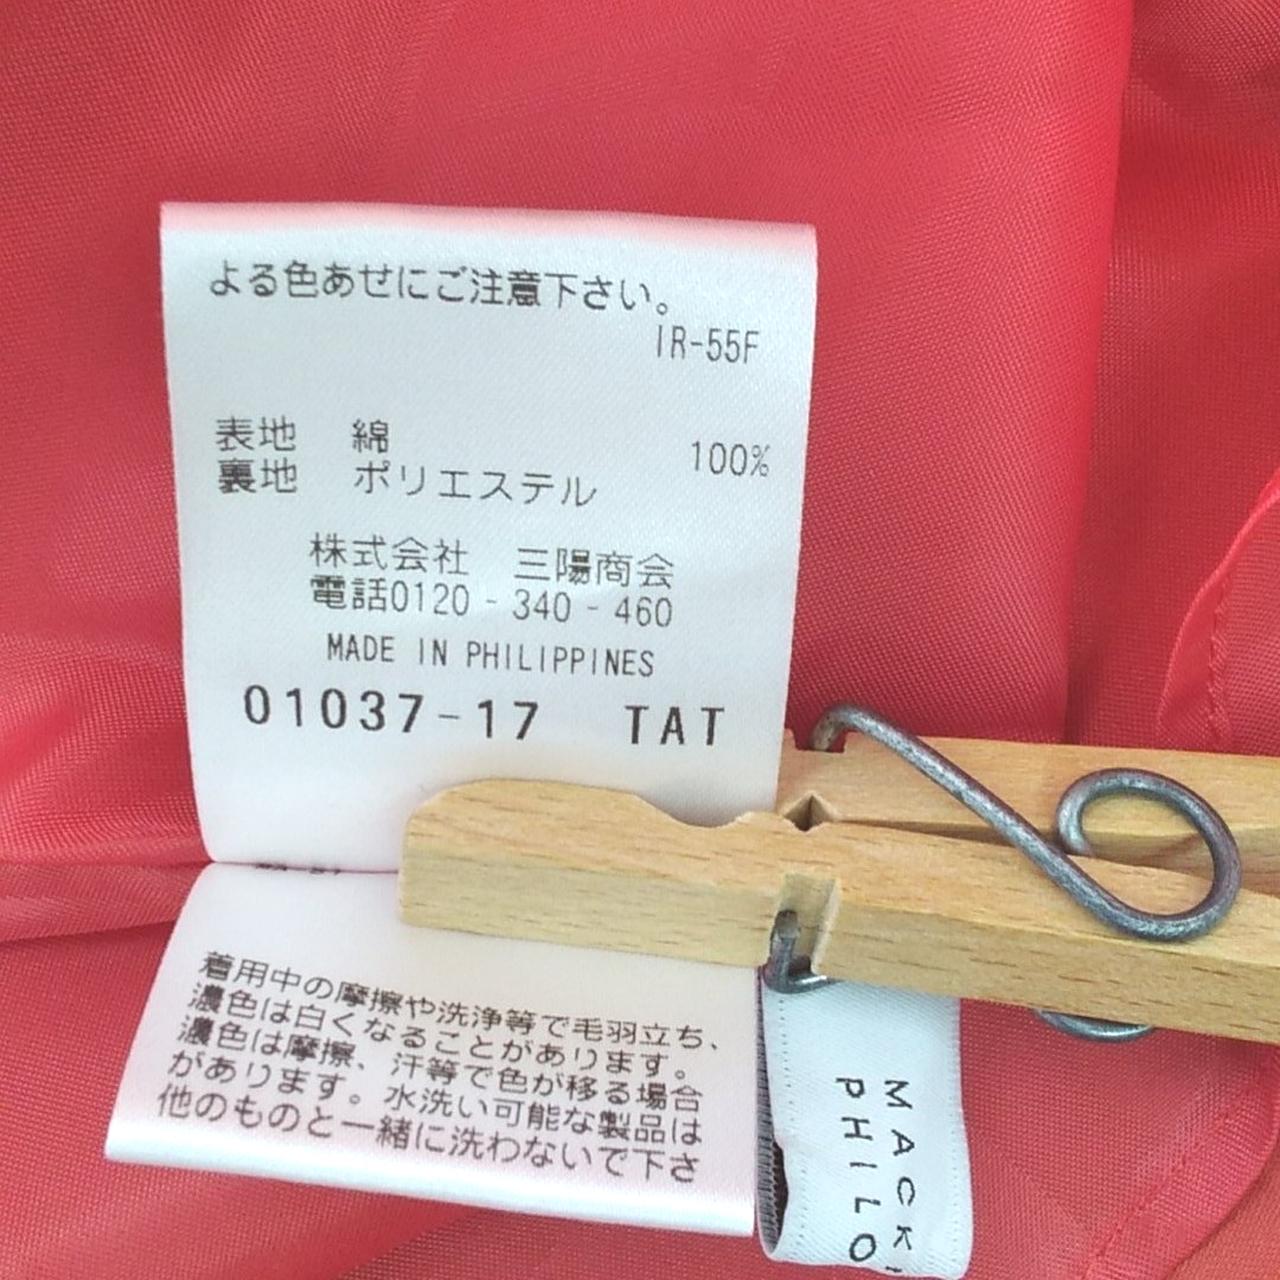 よる色あせにご注意下さい。
IR-55F
表地 綿 100%
裏地 ポリエステル
株式会社 三陽商会
電話0120-340-460
MADE IN PHILIPPINES
01037-17 TAT
着用中の摩擦や洗浄等で毛羽立ち、
濃色は白くなることがあります。
濃色は摩擦、汗等で色が移る場合
があります。水洗い可能な製品は
他のものと一緒に洗わないで下さ
MACK
PHILO